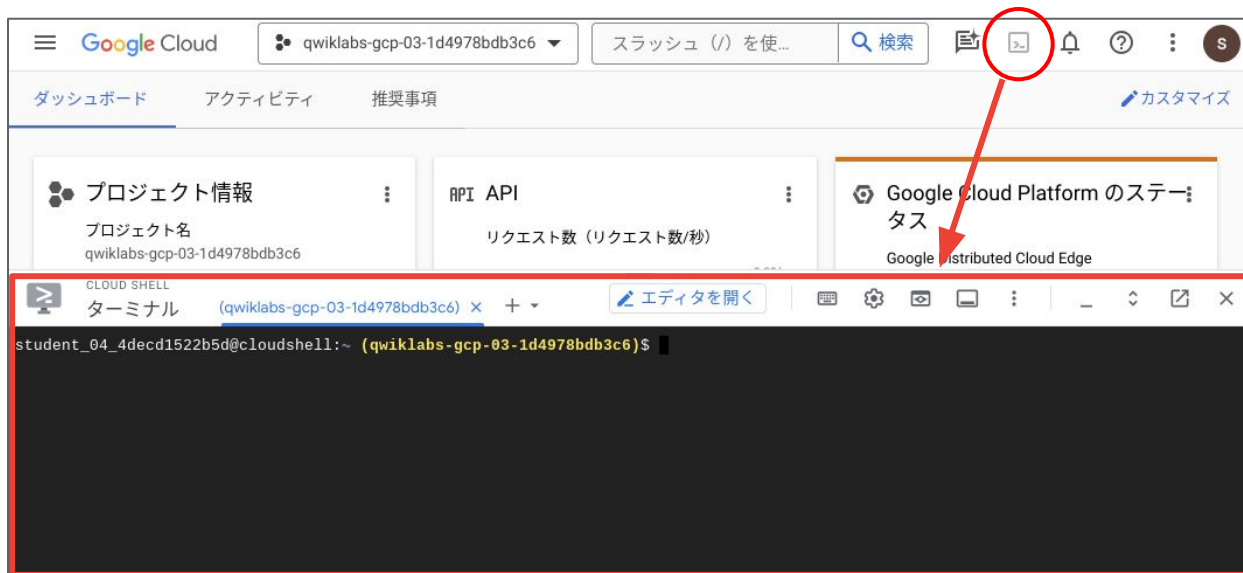 Google Cloud
qwiklabs-gcp-03-1d4978bdb3c6
スラッシュ（/）を使...
検索
S
ダッシュボード
アクティビティ
推奨事項
カスタマイズ
プロジェクト情報
プロジェクト名
qwiklabs-gcp-03-1d4978bdb3c6
API API
リクエスト数（リクエスト数/秒）
Google Cloud Platform のステー
タス
Google Distributed Cloud Edge
CLOUD SHELL
ターミナル
(qwiklabs-gcp-03-1d4978bdb3c6)
エディタを開く
student_04_4decd1522b5d@cloudshell:~ (qwiklabs-gcp-03-1d4978bdb3c6)$